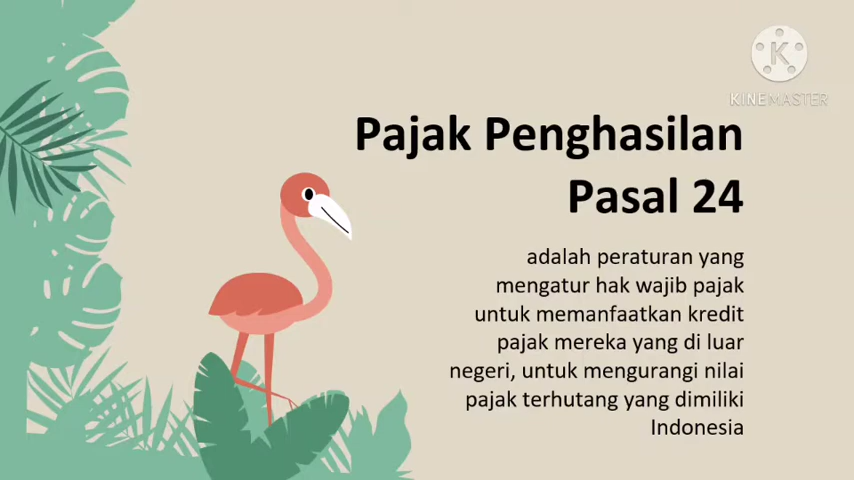 KINEMASTER
Pajak Penghasilan
Pasal 24
adalah peraturan yang
mengatur hak wajib pajak
untuk memanfaatkan kredit
pajak mereka yang di luar
negeri, untuk mengurangi nilai
pajak terhutang yang dimiliki
Indonesia